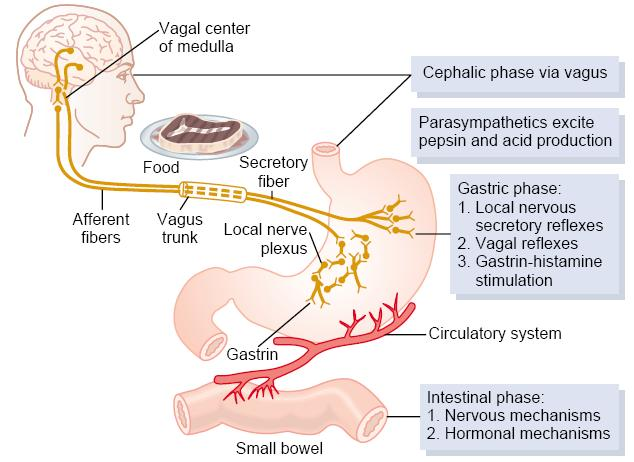 Vagal center
of medulla
Cephalic phase via vagus
Parasympathetics excite
pepsin and acid production
Food
Secretory
fiber
Gastric phase:
1. Local nervous
secretory reflexes
2. Vagal reflexes
3. Gastrin-histamine
stimulation
Afferent
fibers
Vagus
trunk
Local nerve
plexus
Gastrin
Circulatory system
Intestinal phase:
1. Nervous mechanisms
2. Hormonal mechanisms
Small bowel